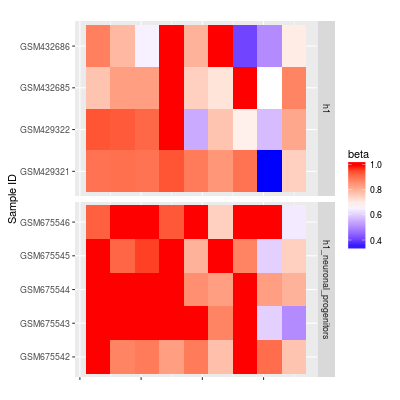 GSM432686
GSM432685
GSM429322
GSM429321
h1
GSM675546
GSM675545
GSM675544
GSM675543
GSM675542
h1_neuronal_progenitors
Sample ID
beta
1.0
0.8
0.6
0.4